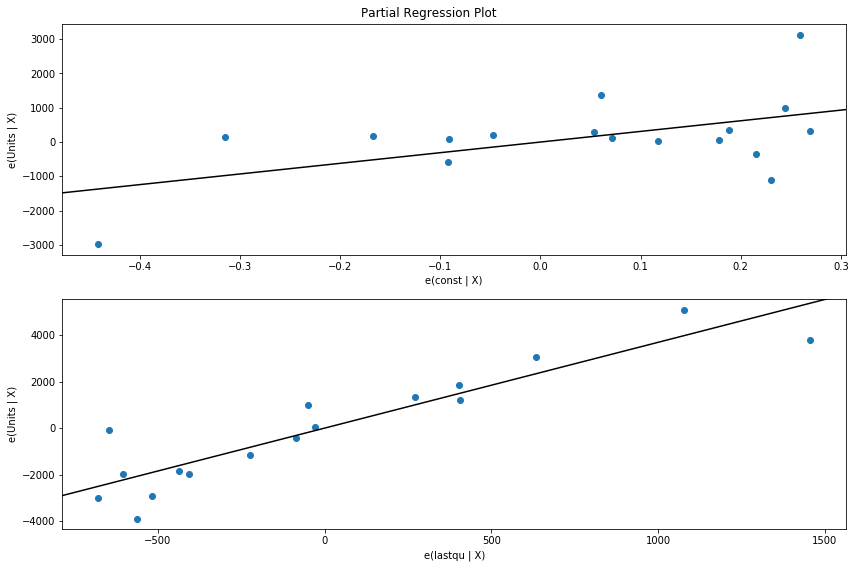 Partial Regression Plot
3000
2000
1000
0
−1000
−2000
−3000
e(Units | X)
−0.4 −0.3 −0.2 −0.1 0.0 0.1 0.2 0.3
e(const | X)
4000
2000
0
−2000
−4000
e(Units | X)
−500 0 500 1000 1500
e(lastqu | X)